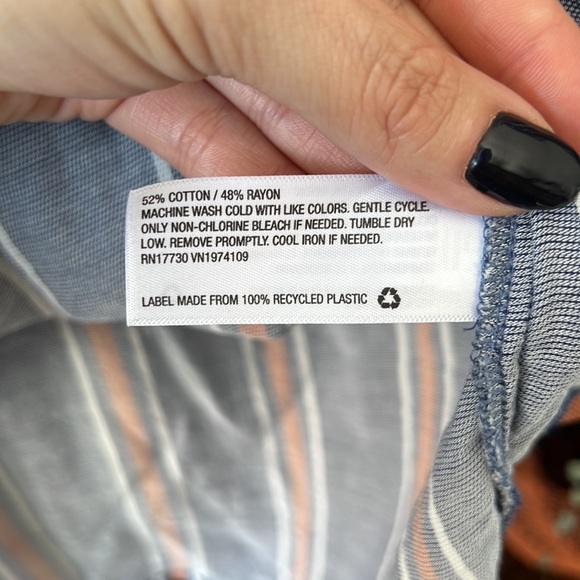 52% COTTON / 48% RAYON
MACHINE WASH COLD WITH LIKE COLORS. GENTLE CYCLE.
ONLY NON-CHLORINE BLEACH IF NEEDED. TUMBLE DRY
LOW. REMOVE PROMPTLY. COOL IRON IF NEEDED.
RN17730 VN1974109
LABEL MADE FROM 100% RECYCLED PLASTIC